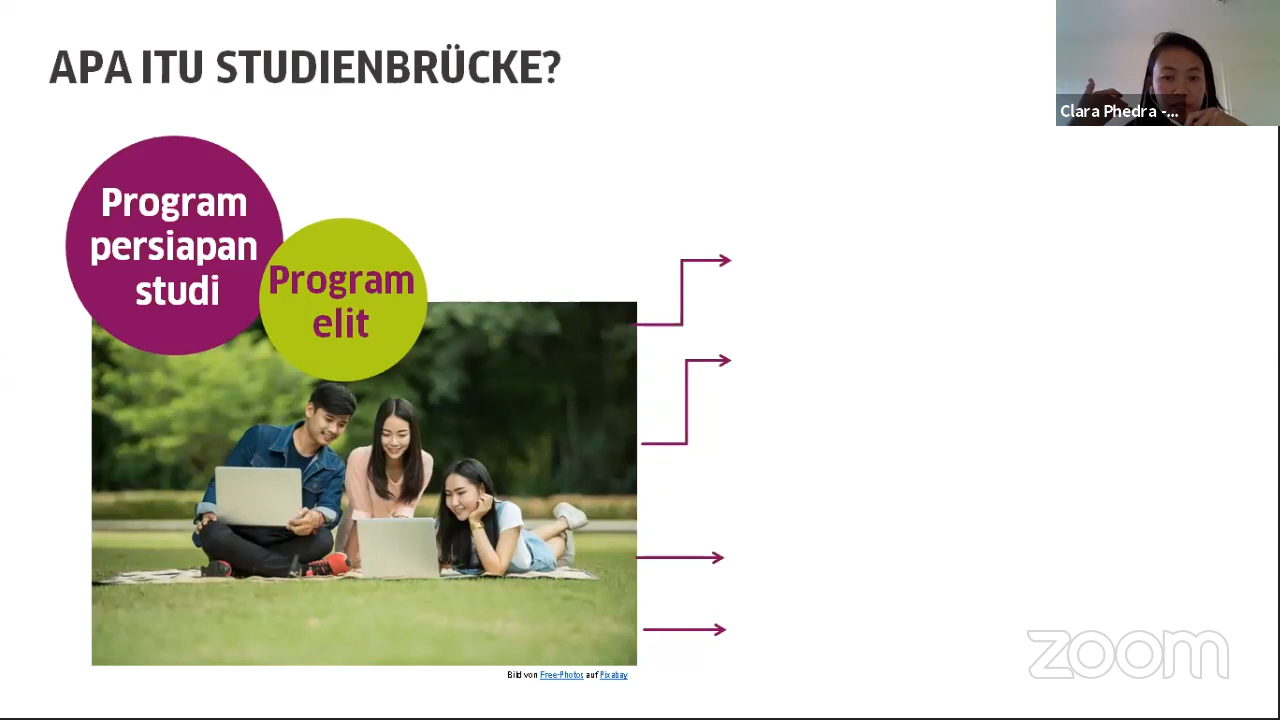 APA ITU STUDIENBRÜCKE?
Clara Phedra -...
Program
persiapan
studi
Program
elit
Bild von Free-Photos auf Pixabay
zoom